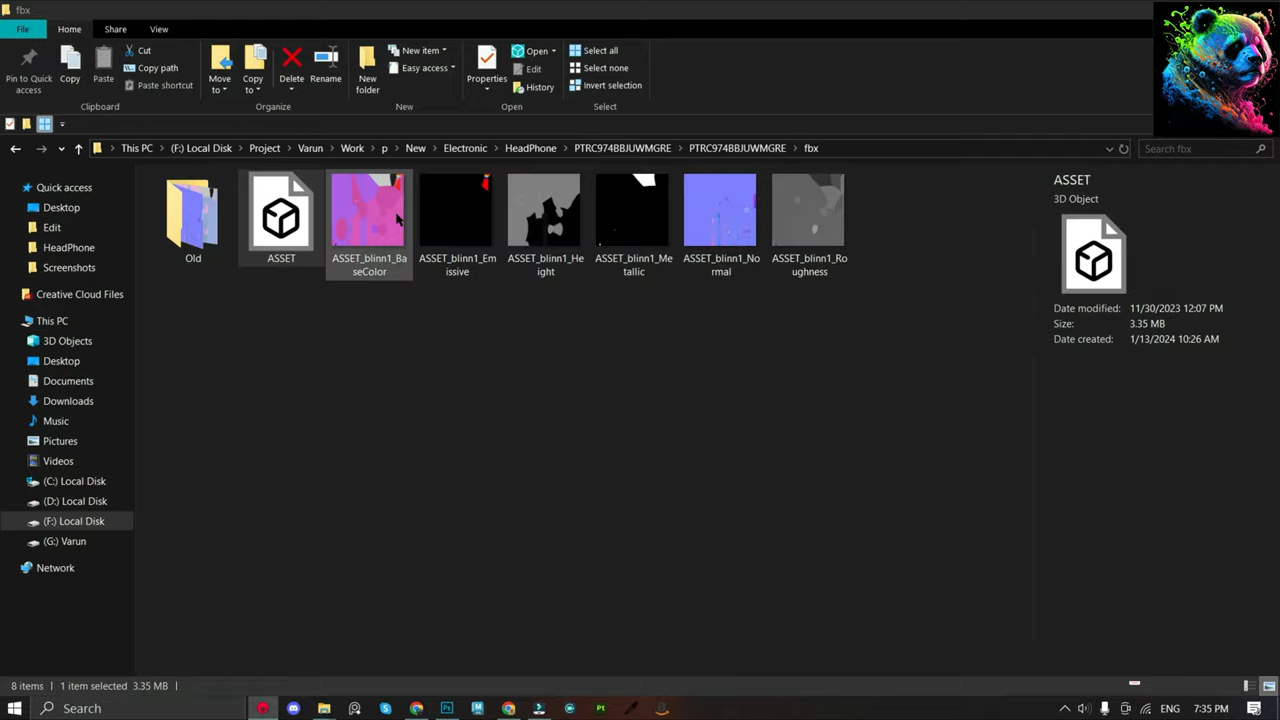 fbx
File
Home
Share
View
Pin to Quick
access
Copy
Paste
Cut
Copy path
Paste shortcut
Clipboard
Move
to
Copy
to
Delete
Rename
Organize
New
folder
New item
Easy access
New
Properties
Open
Edit
History
Open
Select all
Select none
Invert selection
Select
This PC
(F:) Local Disk
Project
Varun
Work
p
New
Electronic
HeadPhone
PTRC974BBJUWMGRE
PTRC974BBJUWMGRE
fbx
Search fbx
Quick access
Desktop
Edit
HeadPhone
Screenshots
Creative Cloud Files
This PC
3D Objects
Desktop
Documents
Downloads
Music
Pictures
Videos
(C:) Local Disk
(D:) Local Disk
(F:) Local Disk
(G:) Varun
Network
Old
ASSET
ASSET_blinn1_Ba
seColor
ASSET_blinn1_Em
issive
ASSET_blinn1_He
ight
ASSET_blinn1_Me
tallic
ASSET_blinn1_No
rmal
ASSET_blinn1_Ro
ughness
ASSET
3D Object
Date modified: 11/30/2023 12:07 PM
Size: 3.35 MB
Date created: 1/13/2024 10:26 AM
8 items
1 item selected 3.35 MB
Search
Ps
M
Pt
ENG
7:35 PM